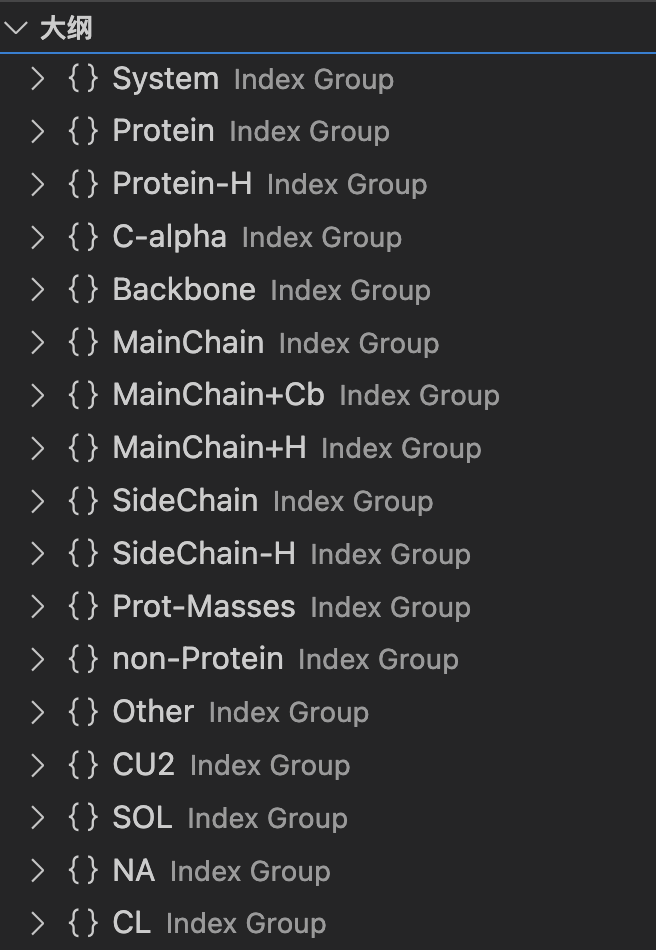 大纲
{} System Index Group
{} Protein Index Group
{} Protein-H Index Group
{} C-alpha Index Group
{} Backbone Index Group
{} MainChain Index Group
{} MainChain+Cb Index Group
{} MainChain+H Index Group
{} SideChain Index Group
{} SideChain-H Index Group
{} Prot-Masses Index Group
{} non-Protein Index Group
{} Other Index Group
{} CU2 Index Group
{} SOL Index Group
{} NA Index Group
{} CL Index Group